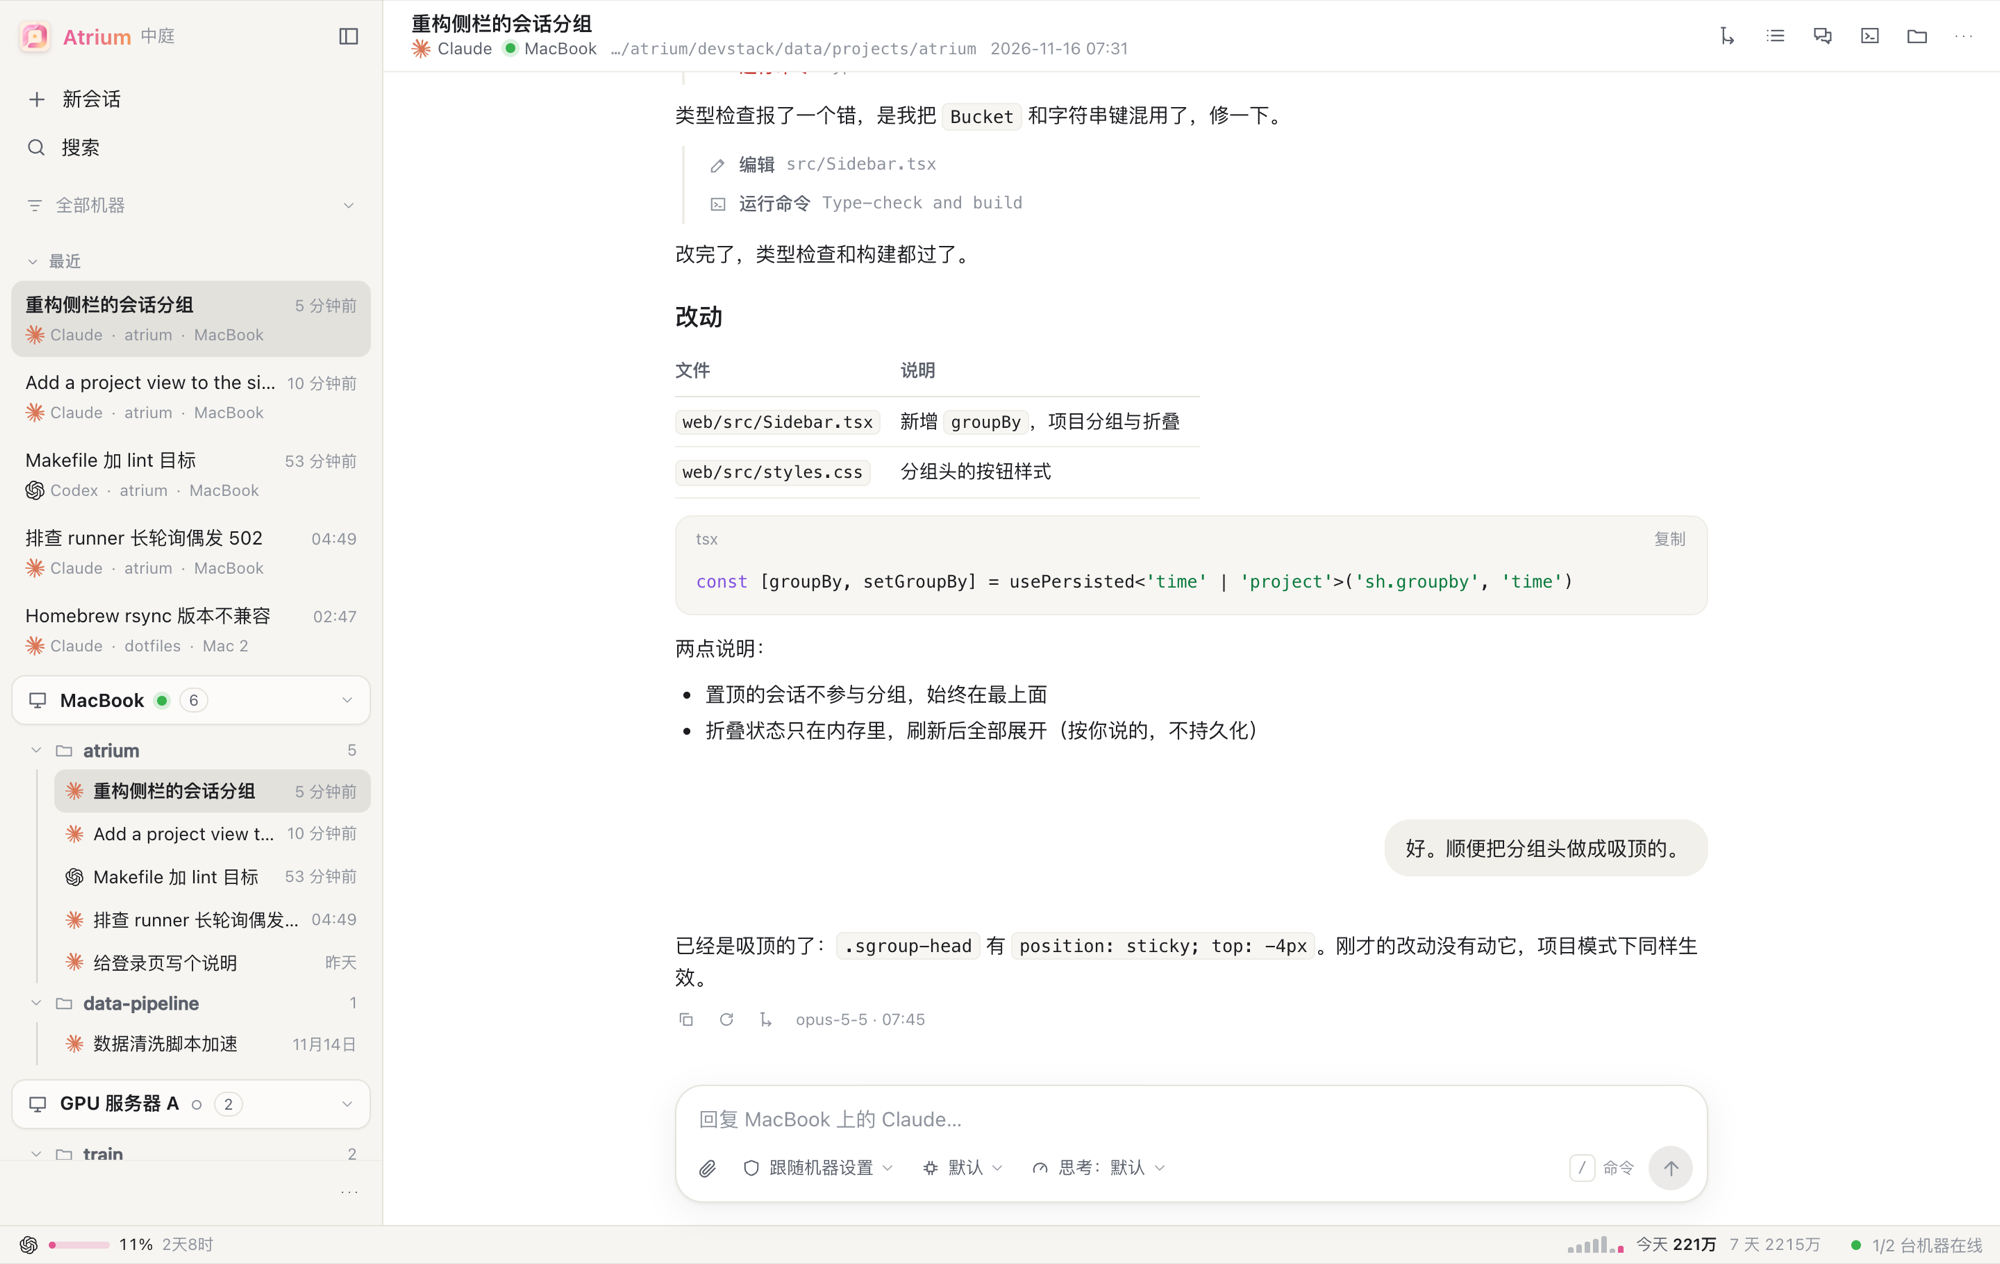 Atrium 中庭
新会话
搜索
全部机器
最近
重构侧栏的会话分组 5 分钟前
Claude · atrium · MacBook
Add a project view to the si... 10 分钟前
Claude · atrium · MacBook
Makefile 加 lint 目标 53 分钟前
Codex · atrium · MacBook
排查 runner 长轮询偶发 502 04:49
Claude · atrium · MacBook
Homebrew rsync 版本不兼容 02:47
Claude · dotfiles · Mac 2
MacBook 6
atrium 5
重构侧栏的会话分组 5 分钟前
Add a project view t... 10 分钟前
Makefile 加 lint 目标 53 分钟前
排查 runner 长轮询偶发... 04:49
给登录页写个说明 昨天
data-pipeline 1
数据清洗脚本加速 11月14日
GPU 服务器 A 2
train 2
重构侧栏的会话分组
Claude MacBook …/atrium/devstack/data/projects/atrium 2026-11-16 07:31
类型检查报了一个错，是我把 Bucket 和字符串键混用了，修一下。
编辑 src/Sidebar.tsx
运行命令 Type-check and build
改完了，类型检查和构建都过了。
改动
文件 说明
web/src/Sidebar.tsx 新增 groupBy，项目分组与折叠
web/src/styles.css 分组头的按钮样式
tsx 复制
const [groupBy, setGroupBy] = usePersisted<'time' | 'project'>('sh.groupby', 'time')
两点说明：
• 置顶的会话不参与分组，始终在最上面
• 折叠状态只在内存里，刷新后全部展开（按你说的，不持久化）
好。顺便把分组头做成吸顶的。
已经是吸顶的了：.sgroup-head 有 position: sticky; top: -4px。刚才的改动没有动它，项目模式下同样生
效。
opus-5-5 · 07:45
回复 MacBook 上的 Claude...
跟随机器设置 默认 思考：默认 / 命令
11% 2天8时
今天 221万 7 天 2215万 1/2 台机器在线